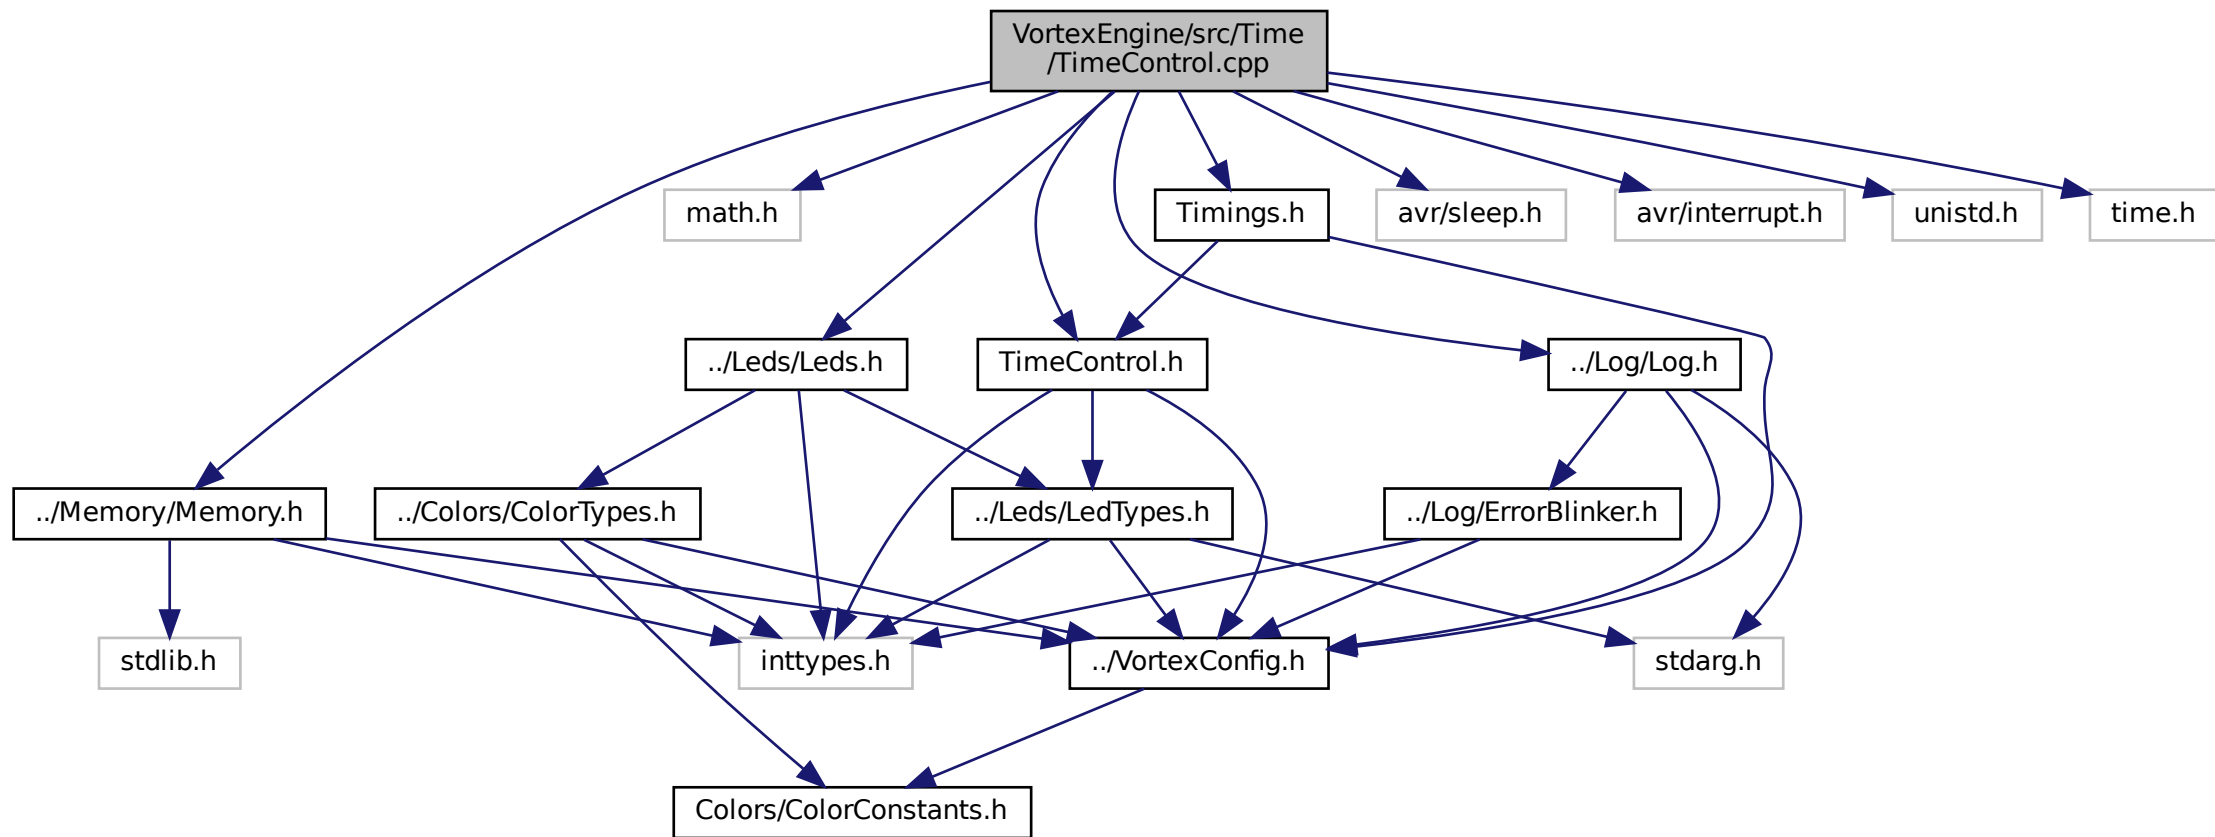 VortexEngine/src/Time
/TimeControl.cpp
math.h
Timings.h
avr/sleep.h
avr/interrupt.h
unistd.h
time.h
../Leds/Leds.h
TimeControl.h
../Log/Log.h
../Memory/Memory.h
../Colors/ColorTypes.h
../Leds/LedTypes.h
../Log/ErrorBlinker.h
stdlib.h
inttypes.h
../VortexConfig.h
stdarg.h
Colors/ColorConstants.h